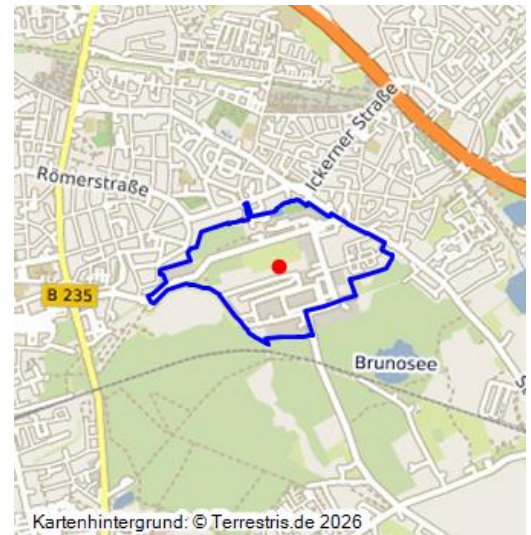 Ickerner Straße
Römerstraße
B 235
Brunosee
Kartenhintergrund: © Terrestris.de 2026